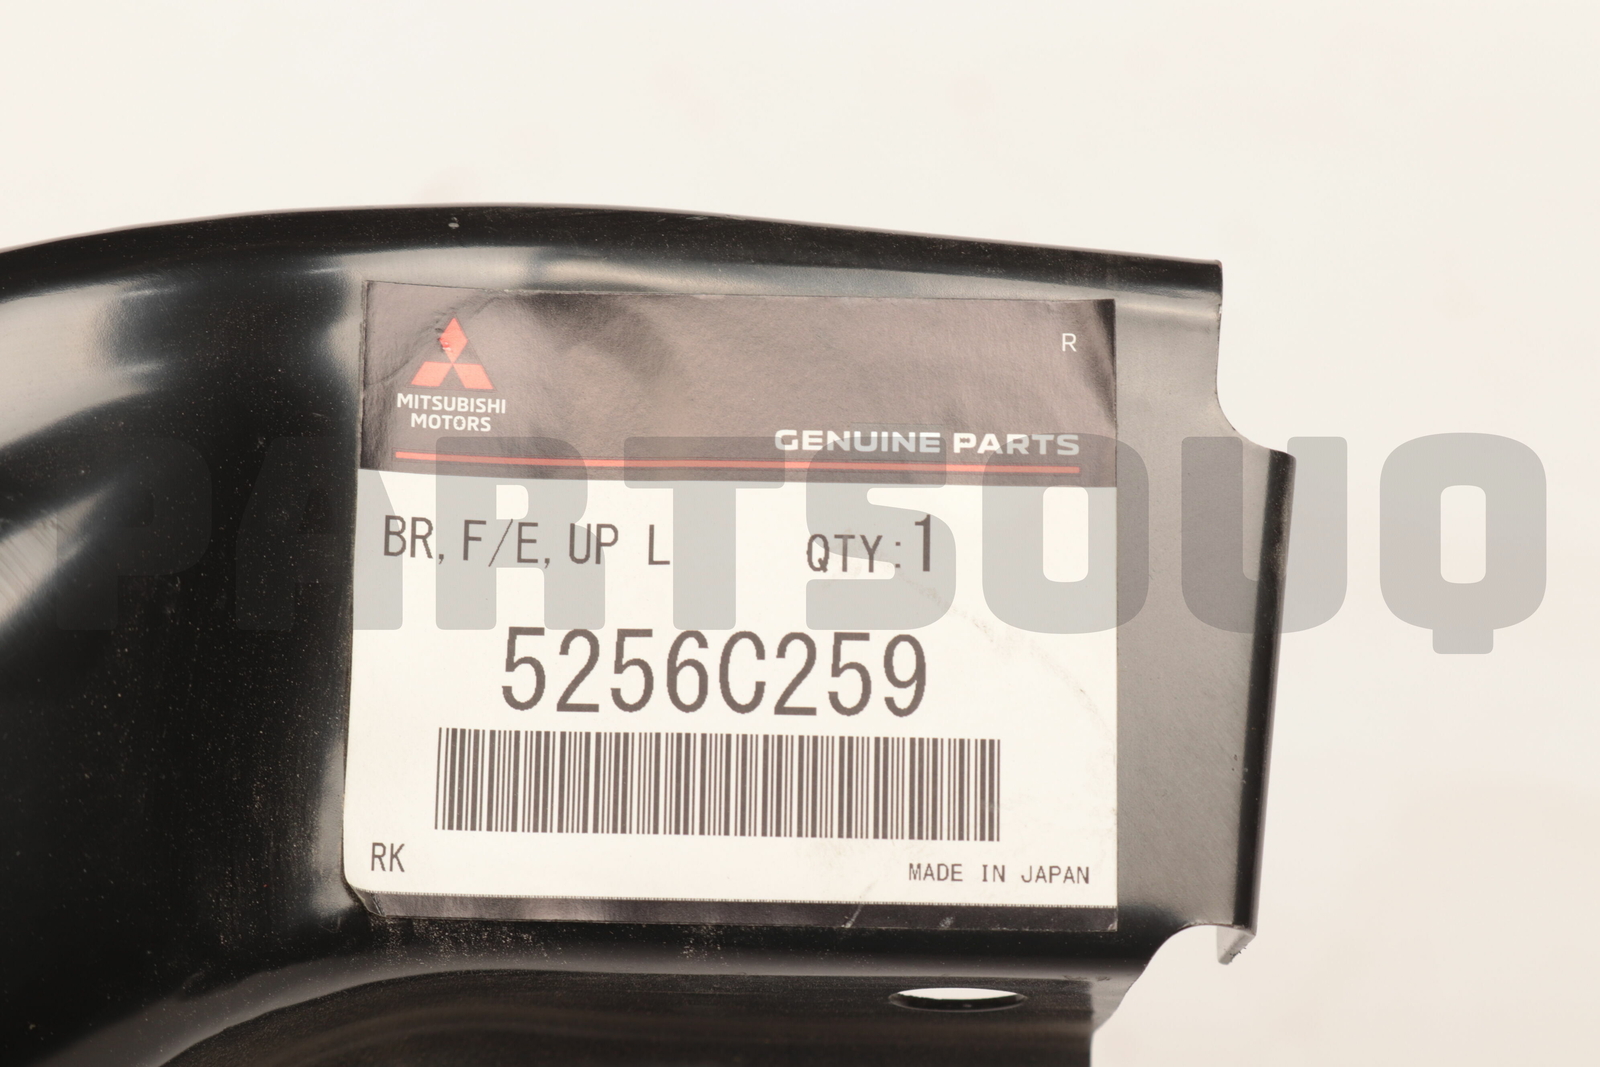 R
MITSUBISHI
MOTORS
GENUINE PARTS
PARTSOUQ
BR, F/E, UP L QTY:1
5256C259
RK
MADE IN JAPAN